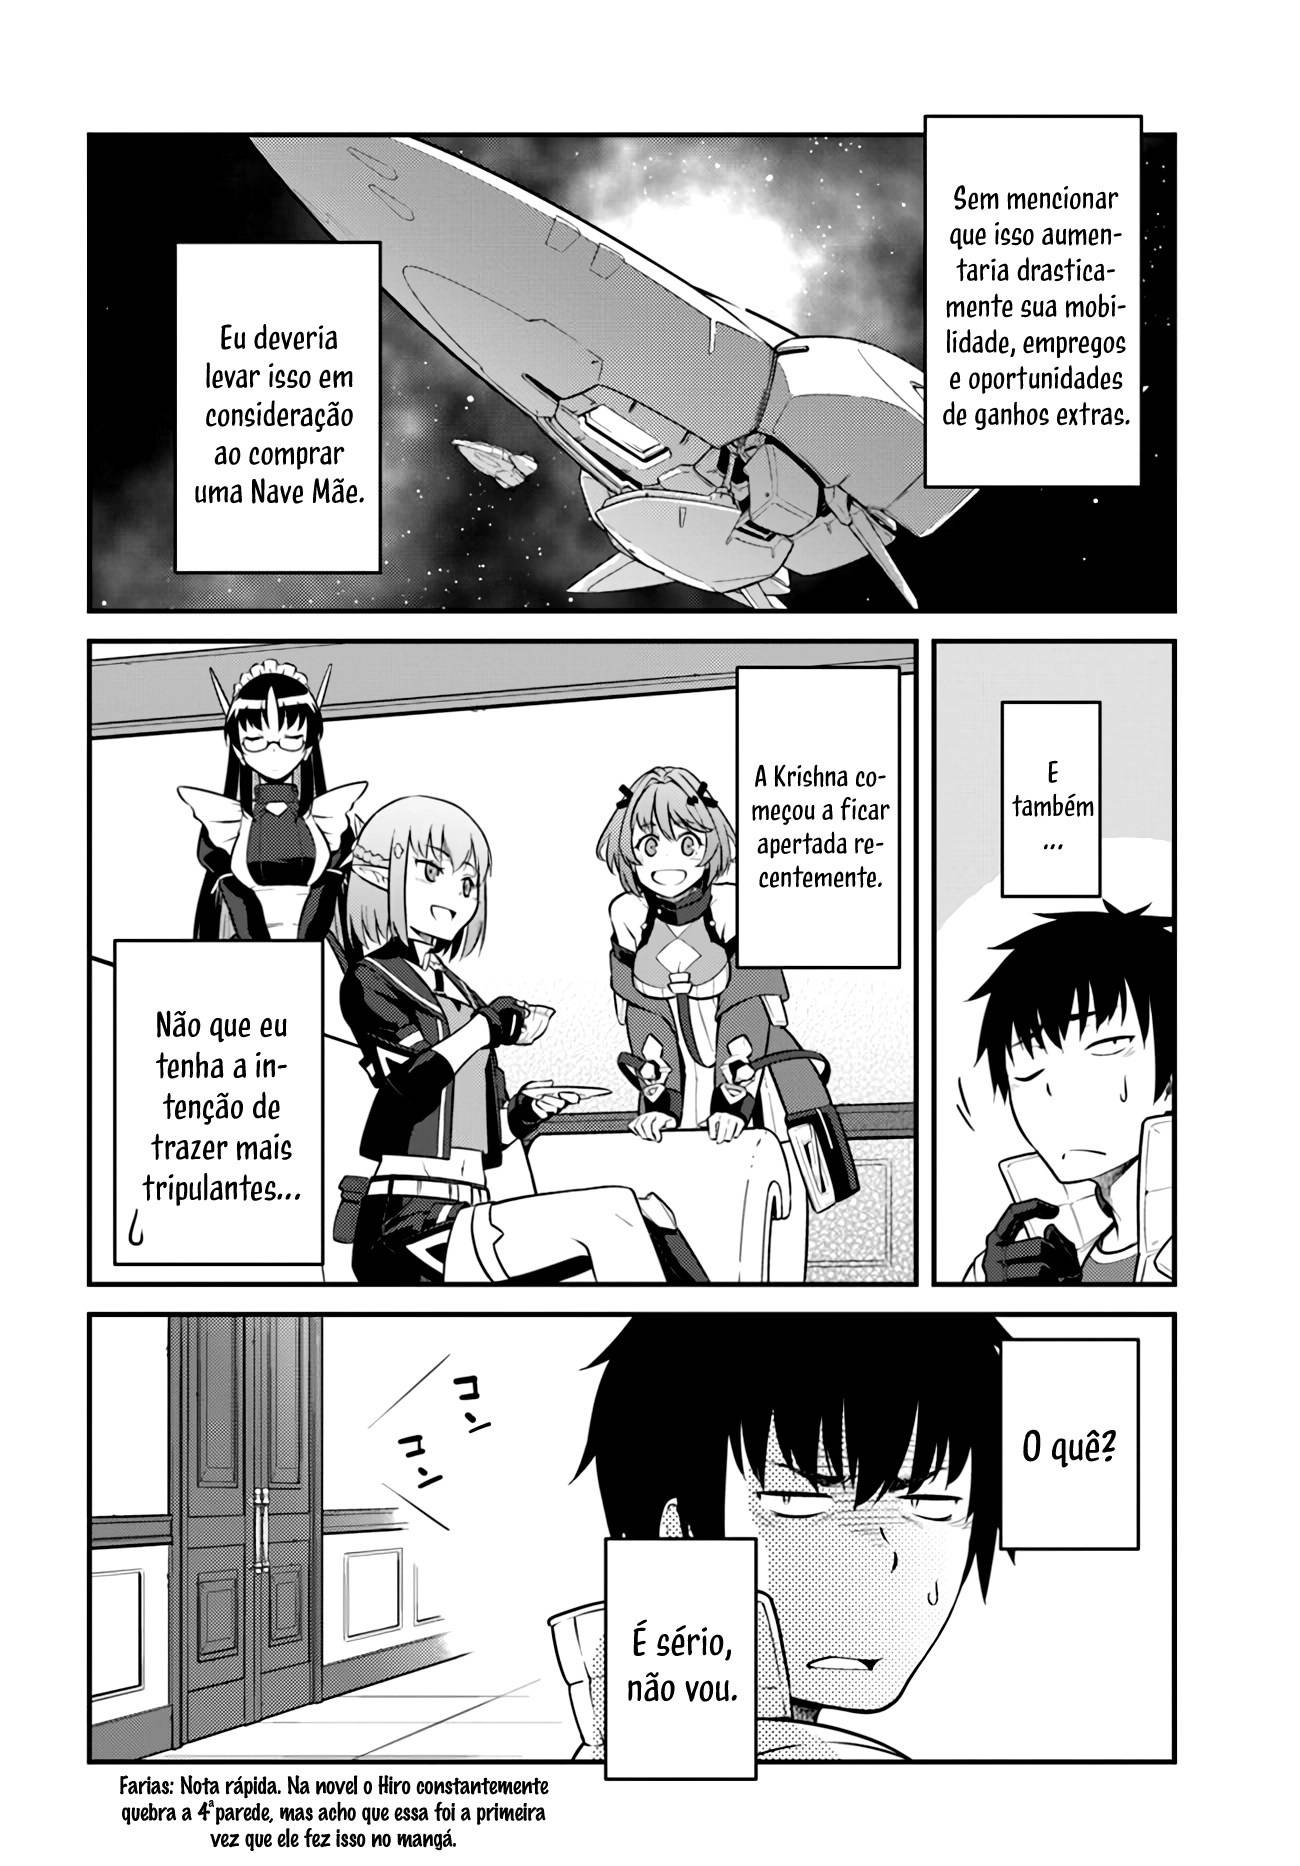 Sem mencionar
que isso aumen-
taria drastica-
mente sua mobi-
lidade, empregos
e oportunidades
de ganhos extras.
Eu deveria
levar isso em
consideração
ao comprar
uma Nave Mãe.
E
também
...
A Krishna co-
meçou a ficar
apertada re-
centemente.
Não que eu
tenha a in-
tenção de
trazer mais
tripulantes...
O quê?
É sério,
não vou.
コン
コン
Farias: Nota rápida. Na novel o Hiro constantemente
quebra a 4ª parede, mas acho que essa foi a primeira
vez que ele fez isso no mangá.